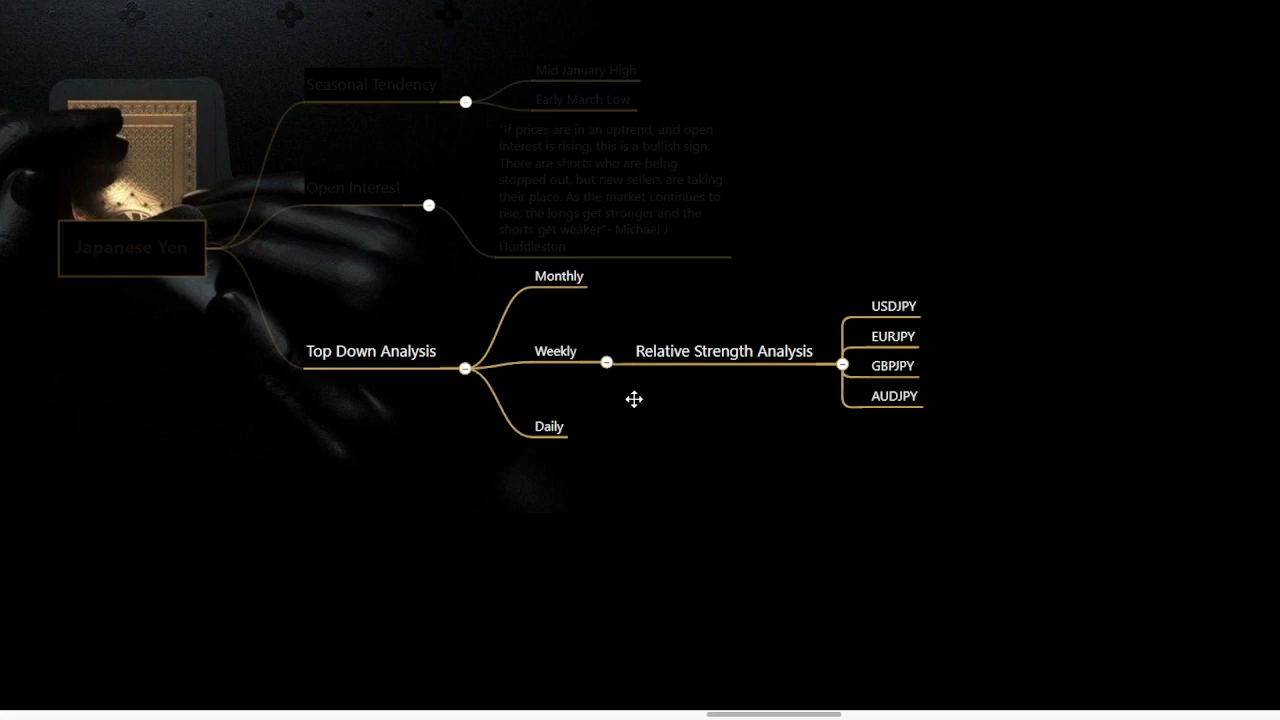 Seasonal Tendency
Mid January High
Early March Low
Open Interest
"If prices are in an uptrend, and open
interest is rising, this is a bullish sign.
There are shorts who are being
stopped out, but new sellers are taking
their place. As the market continues to
rise, the longs get stronger and the
shorts get weaker"- Michael J
Huddleston
Japanese Yen
Top Down Analysis
Monthly
Weekly
Daily
Relative Strength Analysis
USDJPY
EURJPY
GBPJPY
AUDJPY